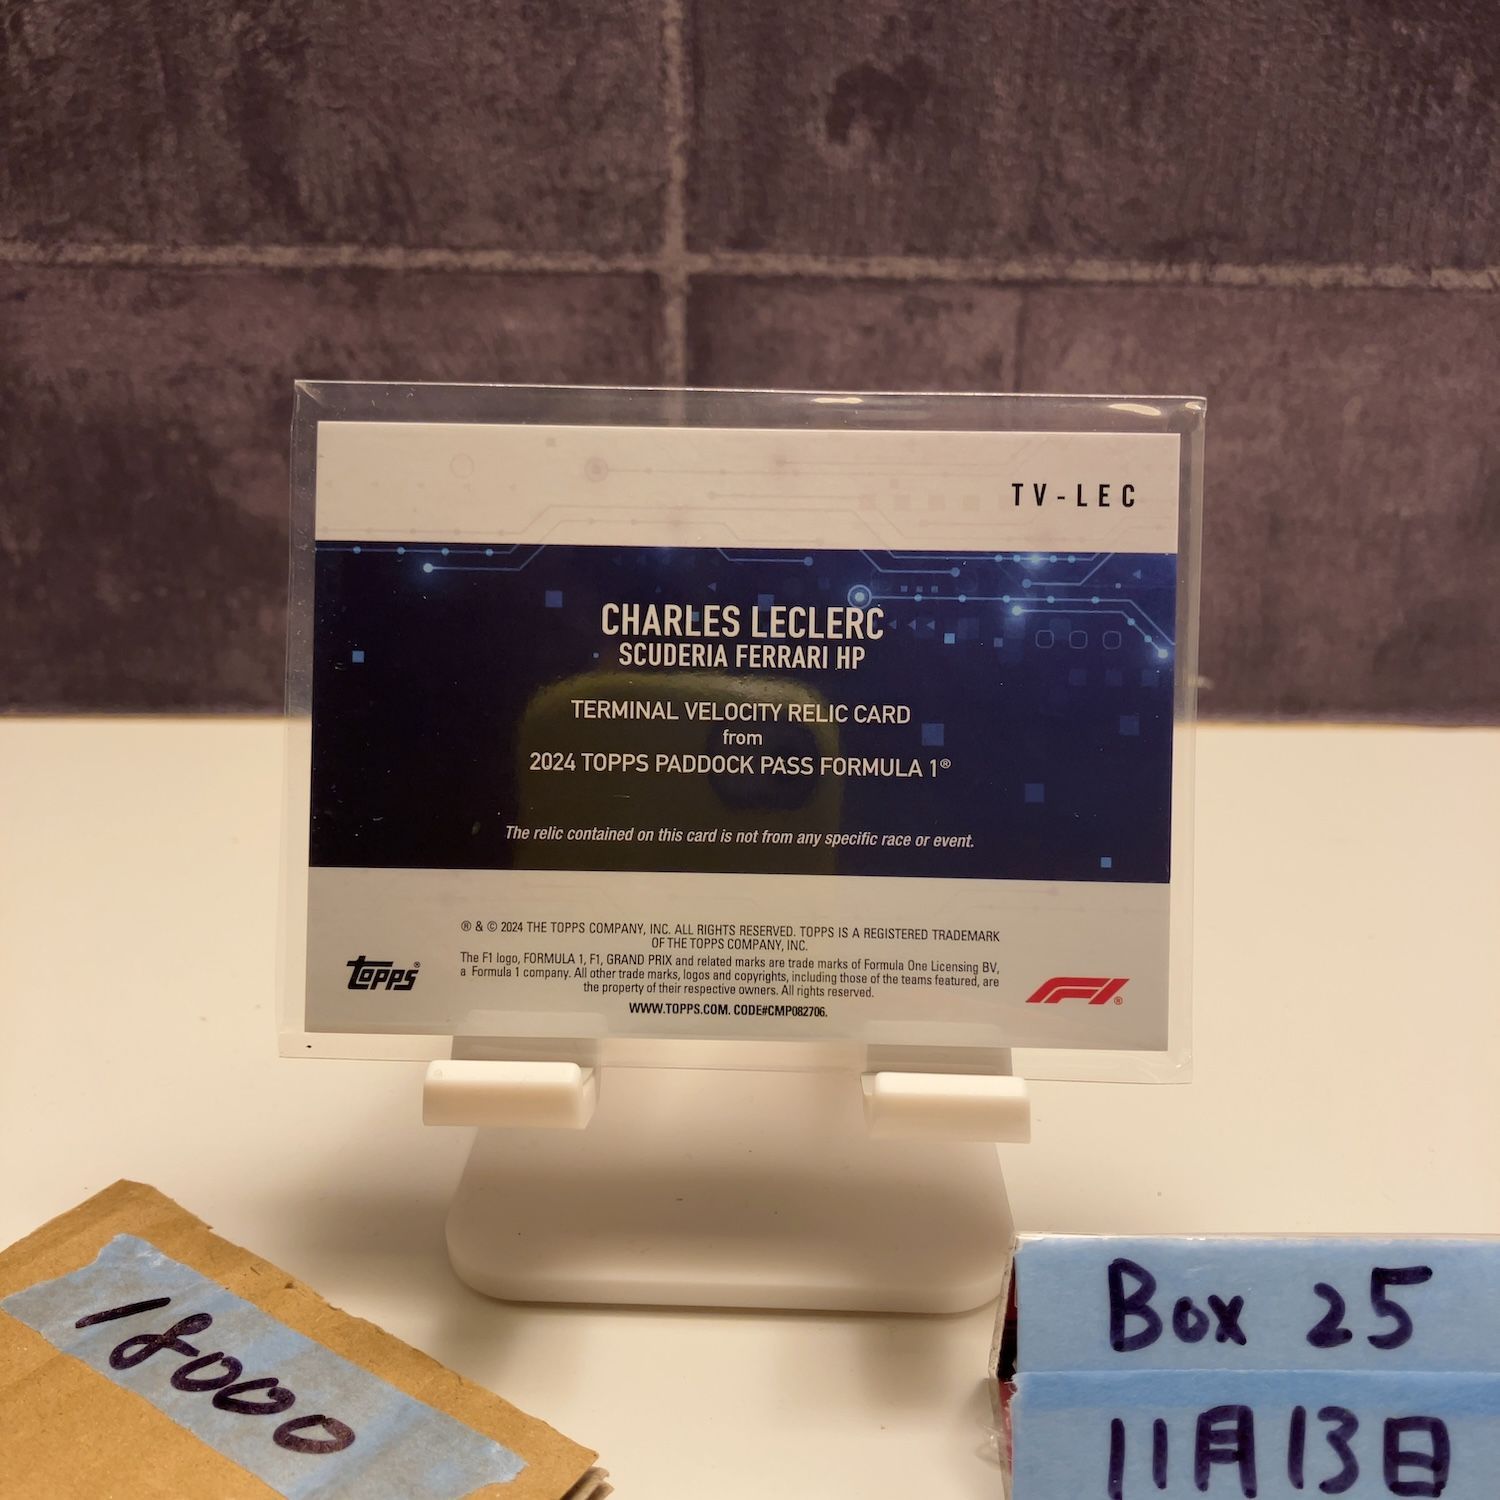 TV-LEC
CHARLES LECLERC
SCUDERIA FERRARI HP
TERMINAL VELOCITY RELIC CARD
from
2024 TOPPS PADDOCK PASS FORMULA 1®
The relic contained on this card is not from any specific race or event.
® & © 2024 THE TOPPS COMPANY, INC. ALL RIGHTS RESERVED. TOPPS IS A REGISTERED TRADEMARK
OF THE TOPPS COMPANY, INC.
The F1 logo, FORMULA 1, F1, GRAND PRIX and related marks are trade marks of Formula One Licensing BV,
a Formula 1 company. All other trade marks, logos and copyrights, including those of the teams featured, are
the property of their respective owners. All rights reserved.
WWW.TOPPS.COM. CODE#CMP082706.
topps®
F1®
18000
Box 25
11月13日